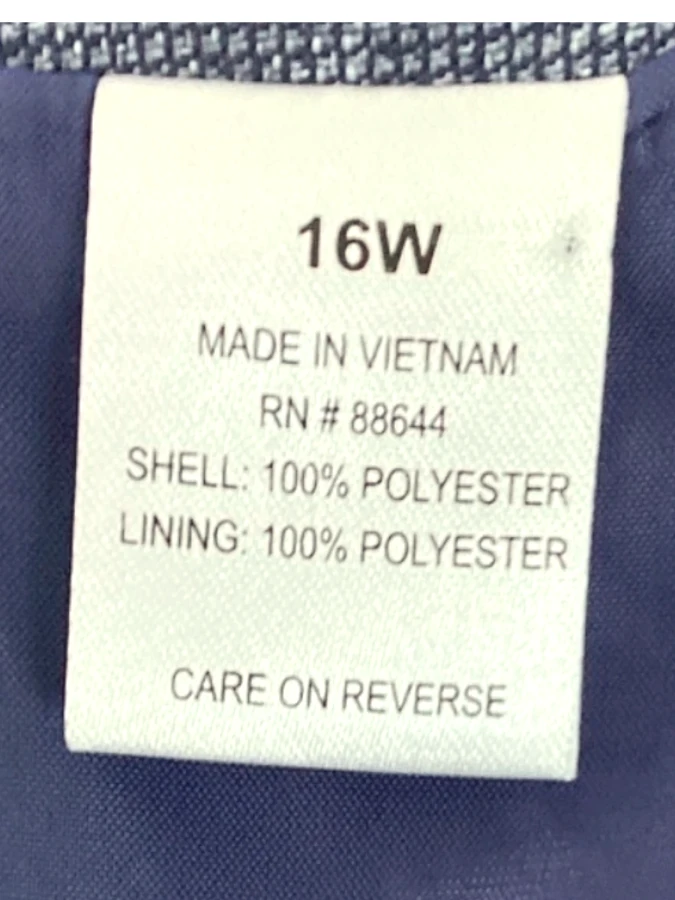 16W
MADE IN VIETNAM
RN # 88644
SHELL: 100% POLYESTER
LINING: 100% POLYESTER
CARE ON REVERSE